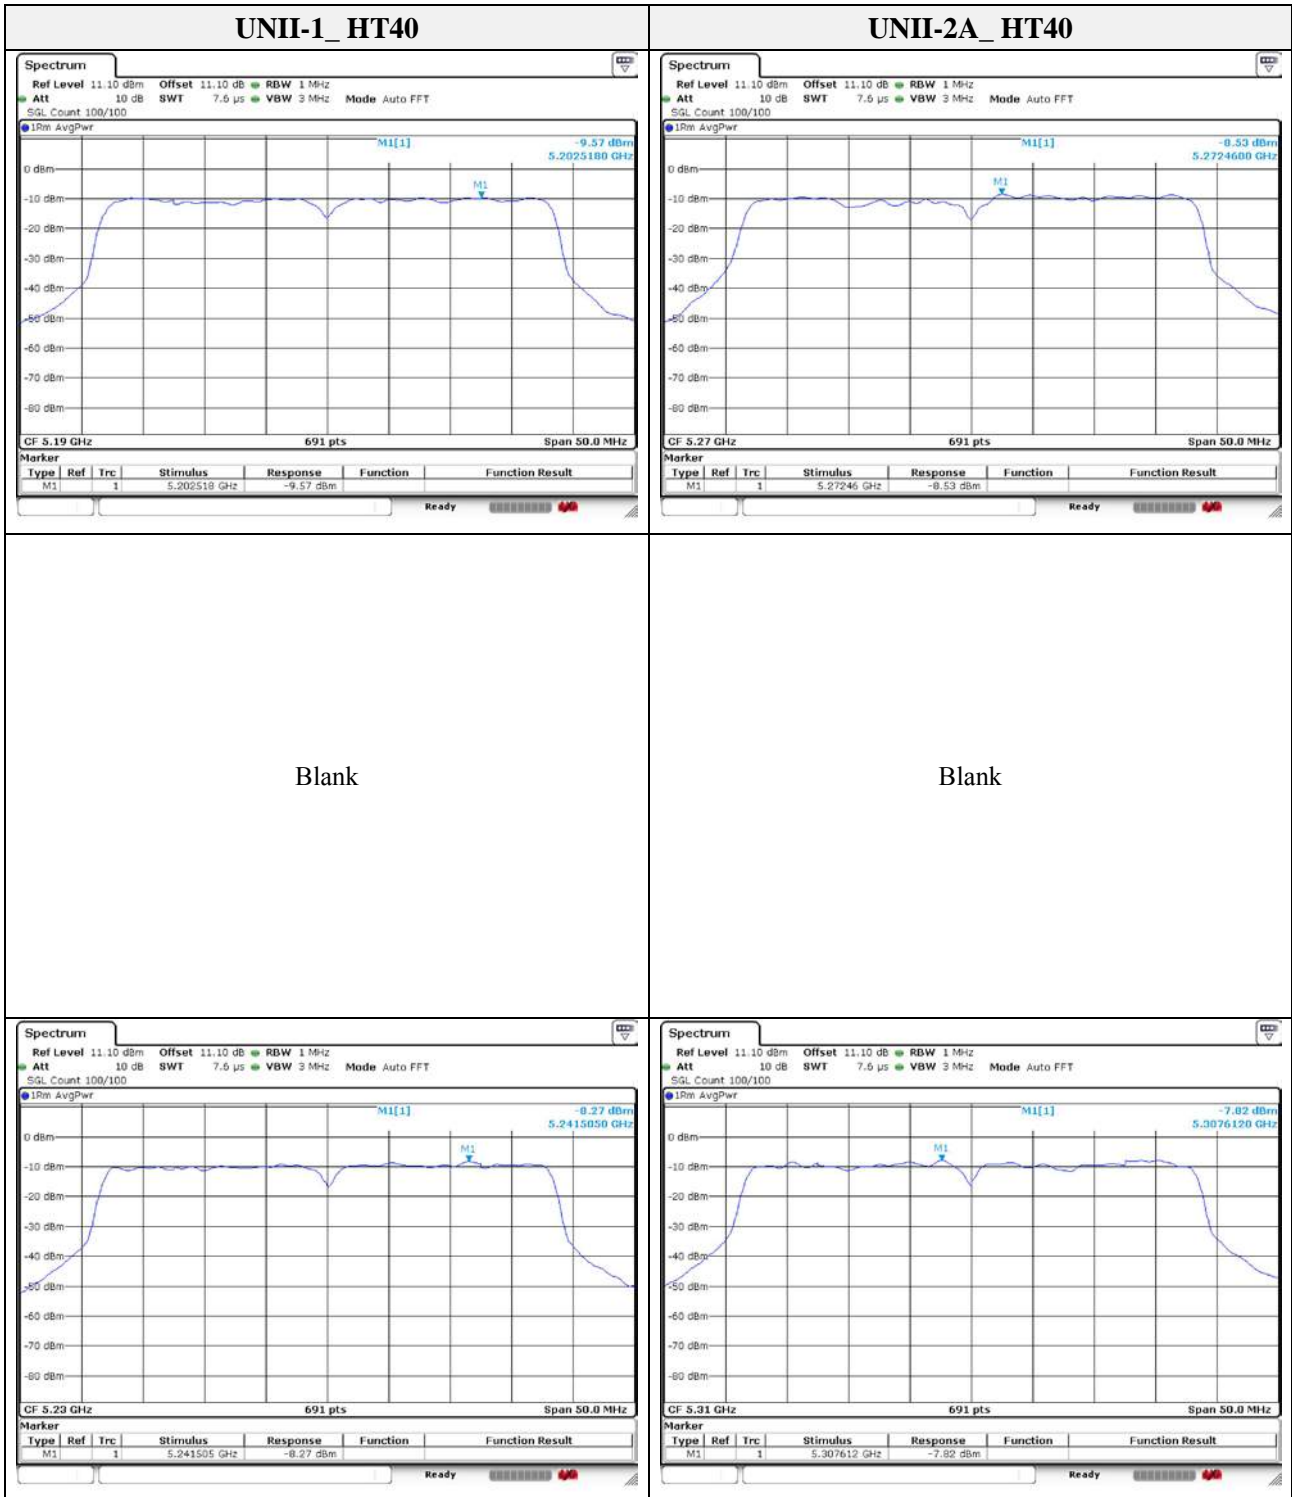 UNII-1_ HT40
UNII-2A_ HT40
Spectrum
Ref Level 11.10 dBm Offset 11.10 dB RBW 1 MHz
Att 10 dB SWT 7.6 µs VBW 3 MHz Mode Auto FFT
SGL Count 100/100
1Rm AvgPwr
M1[1] -9.57 dBm
5.2025180 GHz
0 dBm
M1
-10 dBm
-20 dBm
-30 dBm
-40 dBm
-50 dBm
-60 dBm
-70 dBm
-80 dBm
CF 5.19 GHz 691 pts Span 50.0 MHz
Marker
Type Ref Trc Stimulus Response Function Function Result
M1 1 5.202518 GHz -9.57 dBm
Ready
Spectrum
Ref Level 11.10 dBm Offset 11.10 dB RBW 1 MHz
Att 10 dB SWT 7.6 µs VBW 3 MHz Mode Auto FFT
SGL Count 100/100
1Rm AvgPwr
M1[1] -8.53 dBm
5.2724600 GHz
0 dBm
M1
-10 dBm
-20 dBm
-30 dBm
-40 dBm
-50 dBm
-60 dBm
-70 dBm
-80 dBm
CF 5.27 GHz 691 pts Span 50.0 MHz
Marker
Type Ref Trc Stimulus Response Function Function Result
M1 1 5.27246 GHz -8.53 dBm
Ready
Blank
Blank
Spectrum
Ref Level 11.10 dBm Offset 11.10 dB RBW 1 MHz
Att 10 dB SWT 7.6 µs VBW 3 MHz Mode Auto FFT
SGL Count 100/100
1Rm AvgPwr
M1[1] -8.27 dBm
5.2415050 GHz
0 dBm
M1
-10 dBm
-20 dBm
-30 dBm
-40 dBm
-50 dBm
-60 dBm
-70 dBm
-80 dBm
CF 5.23 GHz 691 pts Span 50.0 MHz
Marker
Type Ref Trc Stimulus Response Function Function Result
M1 1 5.241505 GHz -8.27 dBm
Ready
Spectrum
Ref Level 11.10 dBm Offset 11.10 dB RBW 1 MHz
Att 10 dB SWT 7.6 µs VBW 3 MHz Mode Auto FFT
SGL Count 100/100
1Rm AvgPwr
M1[1] -7.82 dBm
5.3076120 GHz
0 dBm
M1
-10 dBm
-20 dBm
-30 dBm
-40 dBm
-50 dBm
-60 dBm
-70 dBm
-80 dBm
CF 5.31 GHz 691 pts Span 50.0 MHz
Marker
Type Ref Trc Stimulus Response Function Function Result
M1 1 5.307612 GHz -7.82 dBm
Ready